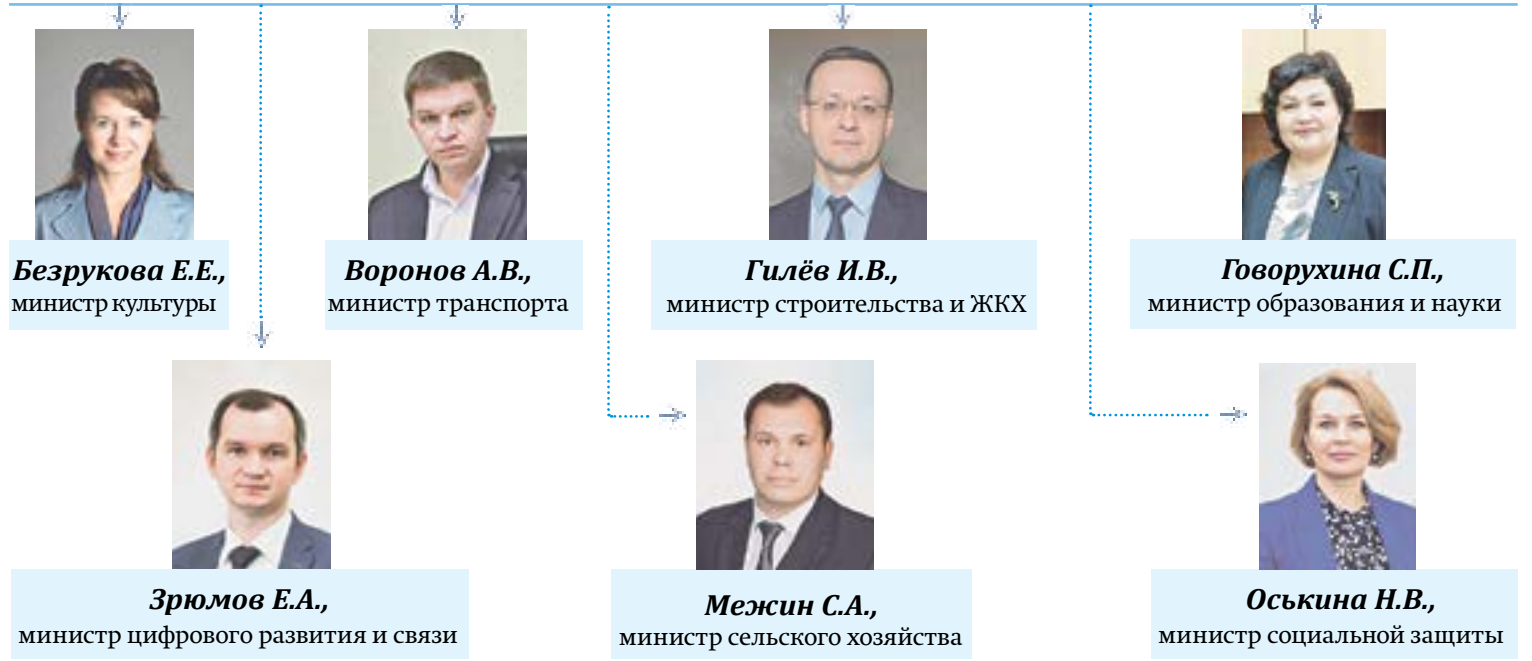 Безрукова Е.Е.,
министр культуры
Воронов А.В.,
министр транспорта
Гилёв И.В.,
министр строительства и ЖКХ
Говорухина С.П.,
министр образования и науки
Зрюмов Е.А.,
министр цифрового развития и связи
Межин С.А.,
министр сельского хозяйства
Оськина Н.В.,
министр социальной защиты